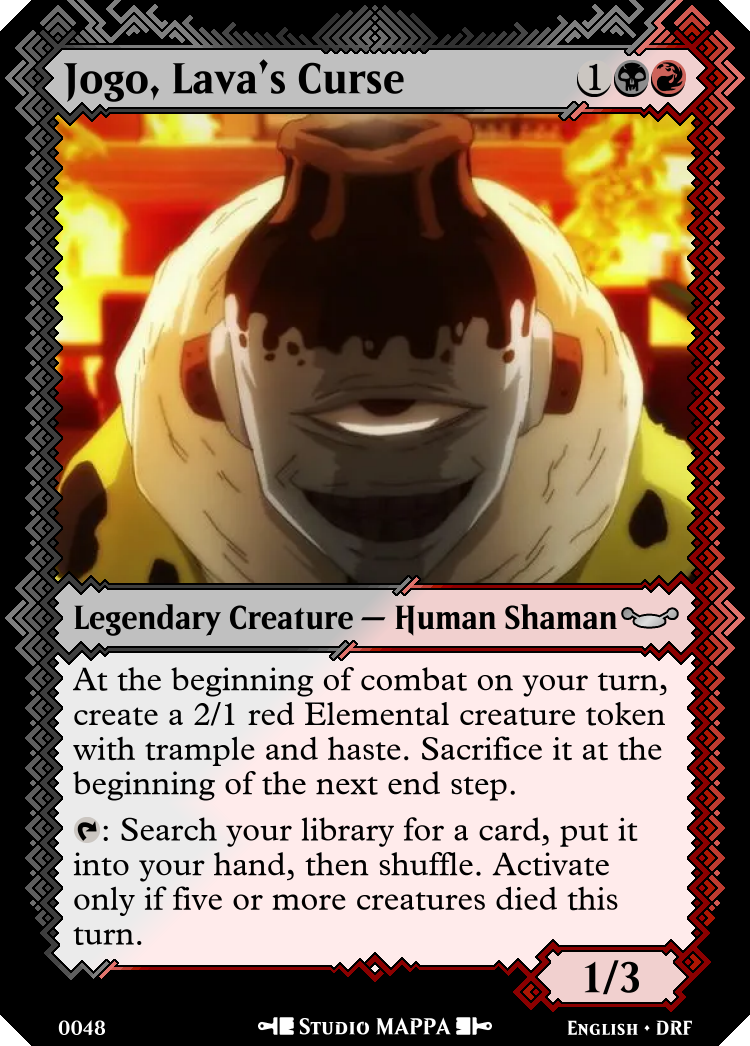 Jogo, Lava's Curse 1
Legendary Creature — Human Shaman
At the beginning of combat on your turn,
create a 2/1 red Elemental creature token
with trample and haste. Sacrifice it at the
beginning of the next end step.
: Search your library for a card, put it
into your hand, then shuffle. Activate
only if five or more creatures died this
turn.
1/3
0048 Studio MAPPA English • DRF